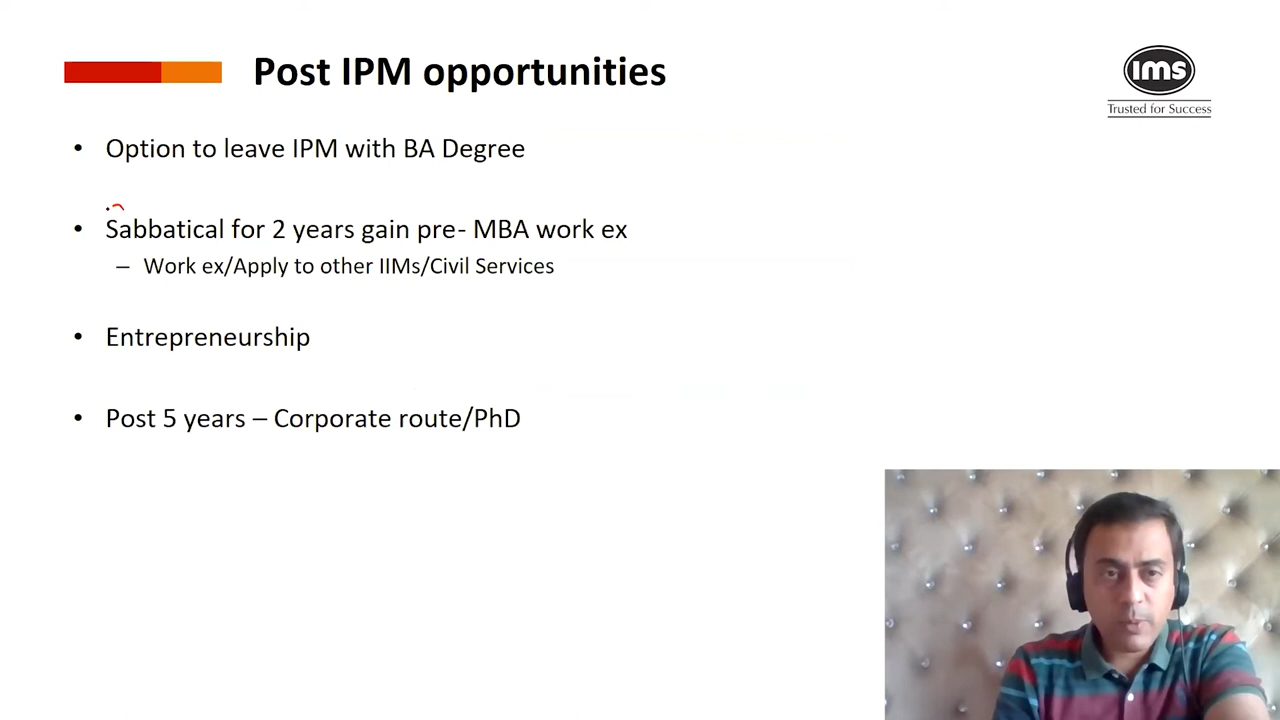 Post IPM opportunities
ims
Trusted for Success
• Option to leave IPM with BA Degree
• Sabbatical for 2 years gain pre- MBA work ex
– Work ex/Apply to other IIMs/Civil Services
• Entrepreneurship
• Post 5 years – Corporate route/PhD